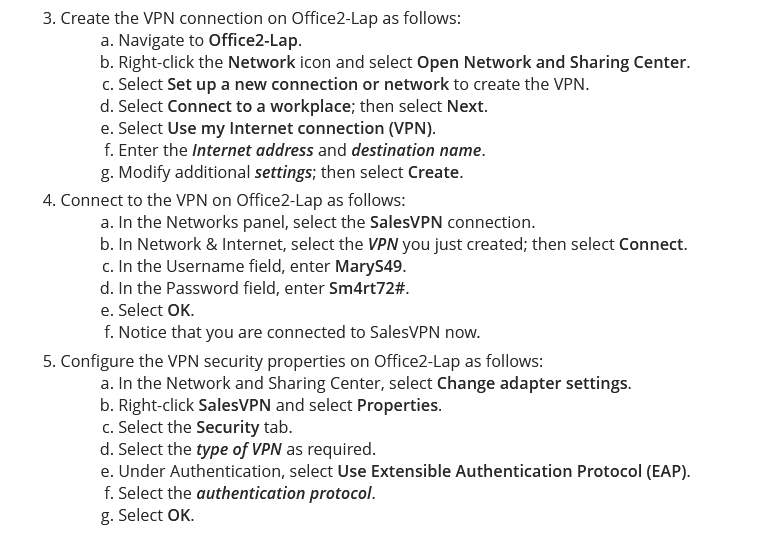 3. Create the VPN connection on Office2-Lap as follows:
a. Navigate to Office2-Lap.
b. Right-click the Network icon and select Open Network and Sharing Center.
c. Select Set up a new connection or network to create the VPN.
d. Select Connect to a workplace; then select Next.
e. Select Use my Internet connection (VPN).
f. Enter the Internet address and destination name.
g. Modify additional settings; then select Create.
4. Connect to the VPN on Office2-Lap as follows:
a. In the Networks panel, select the SalesVPN connection.
b. In Network & Internet, select the VPN you just created; then select Connect.
c. In the Username field, enter MaryS49.
d. In the Password field, enter Sm4rt72#.
e. Select OK.
f. Notice that you are connected to SalesVPN now.
5. Configure the VPN security properties on Office2-Lap as follows:
a. In the Network and Sharing Center, select Change adapter settings.
b. Right-click SalesVPN and select Properties.
c. Select the Security tab.
d. Select the type of VPN as required.
e. Under Authentication, select Use Extensible Authentication Protocol (EAP).
f. Select the authentication protocol.
g. Select OK.